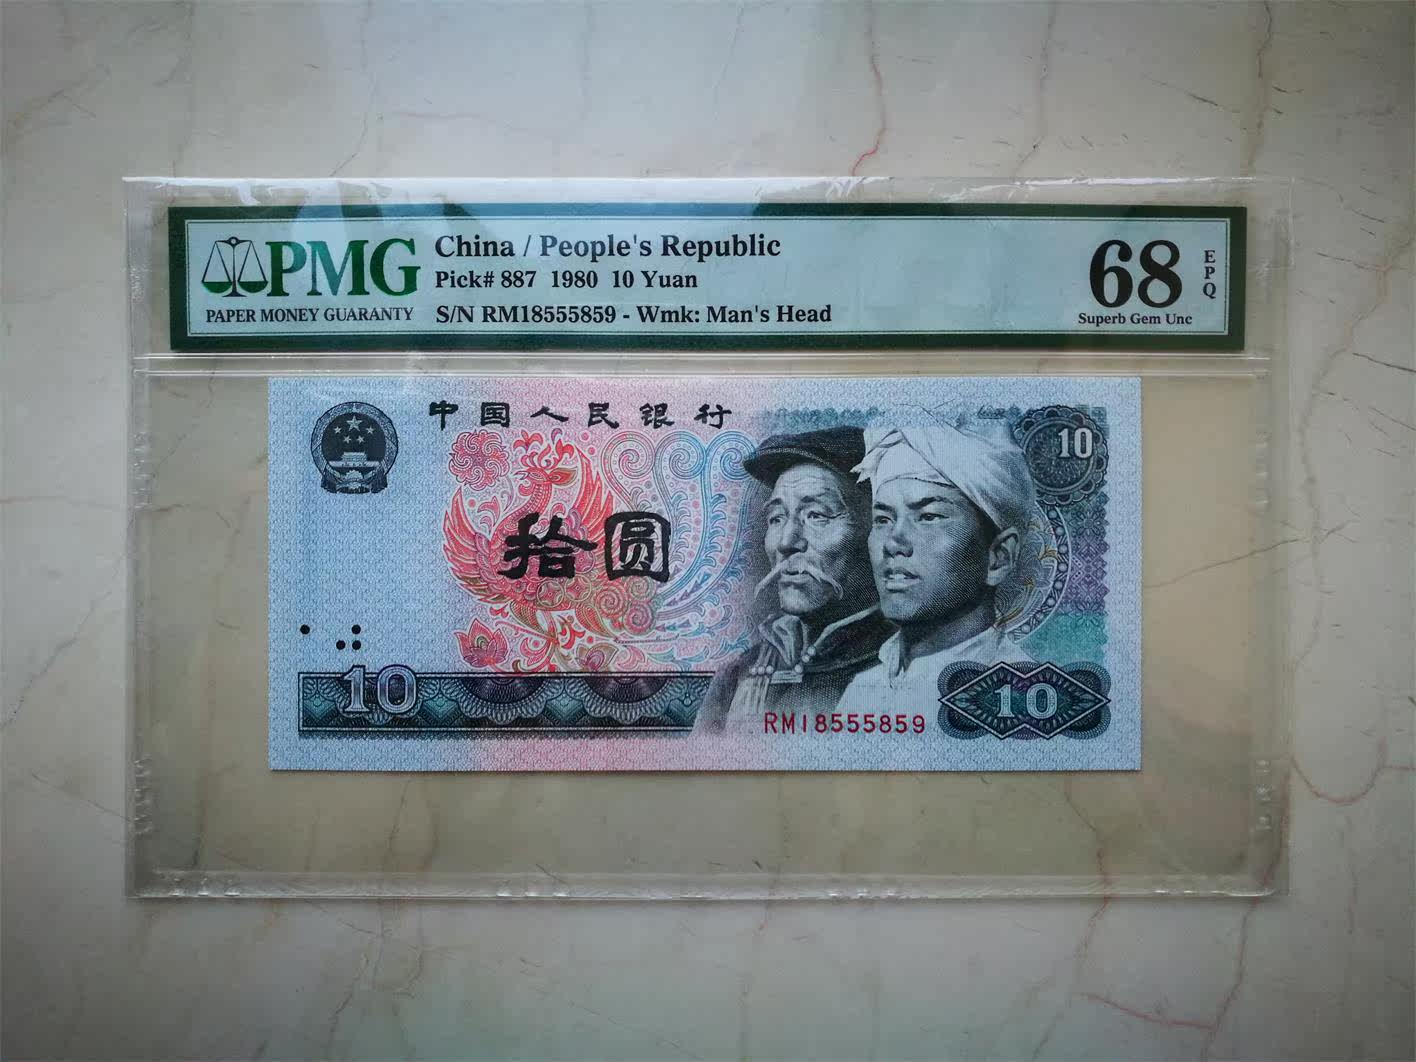 PMG
PAPER MONEY GUARANTY
China / People's Republic
Pick# 887 1980 10 Yuan
S/N RM18555859 - Wmk: Man's Head
68
EPQ
Superb Gem Unc
中国人民银行
10
拾圆
10
RM18555859
10